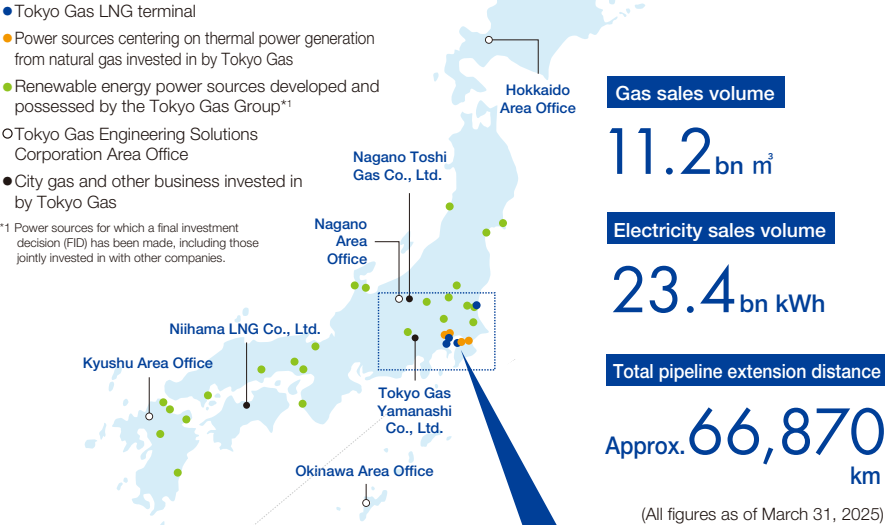 Tokyo Gas LNG terminal
Power sources centering on thermal power generation
from natural gas invested in by Tokyo Gas
Renewable energy power sources developed and
possessed by the Tokyo Gas Group*1
Tokyo Gas Engineering Solutions
Corporation Area Office
City gas and other business invested in
by Tokyo Gas
*1 Power sources for which a final investment
decision (FID) has been made, including those
jointly invested in with other companies.
Hokkaido
Area Office
Nagano Toshi
Gas Co., Ltd.
Nagano
Area
Office
Niihama LNG Co., Ltd.
Kyushu Area Office
Tokyo Gas
Yamanashi
Co., Ltd.
Okinawa Area Office
Gas sales volume
11.2 bn m³
Electricity sales volume
23.4 bn kWh
Total pipeline extension distance
Approx. 66,870
km
(All figures as of March 31, 2025)